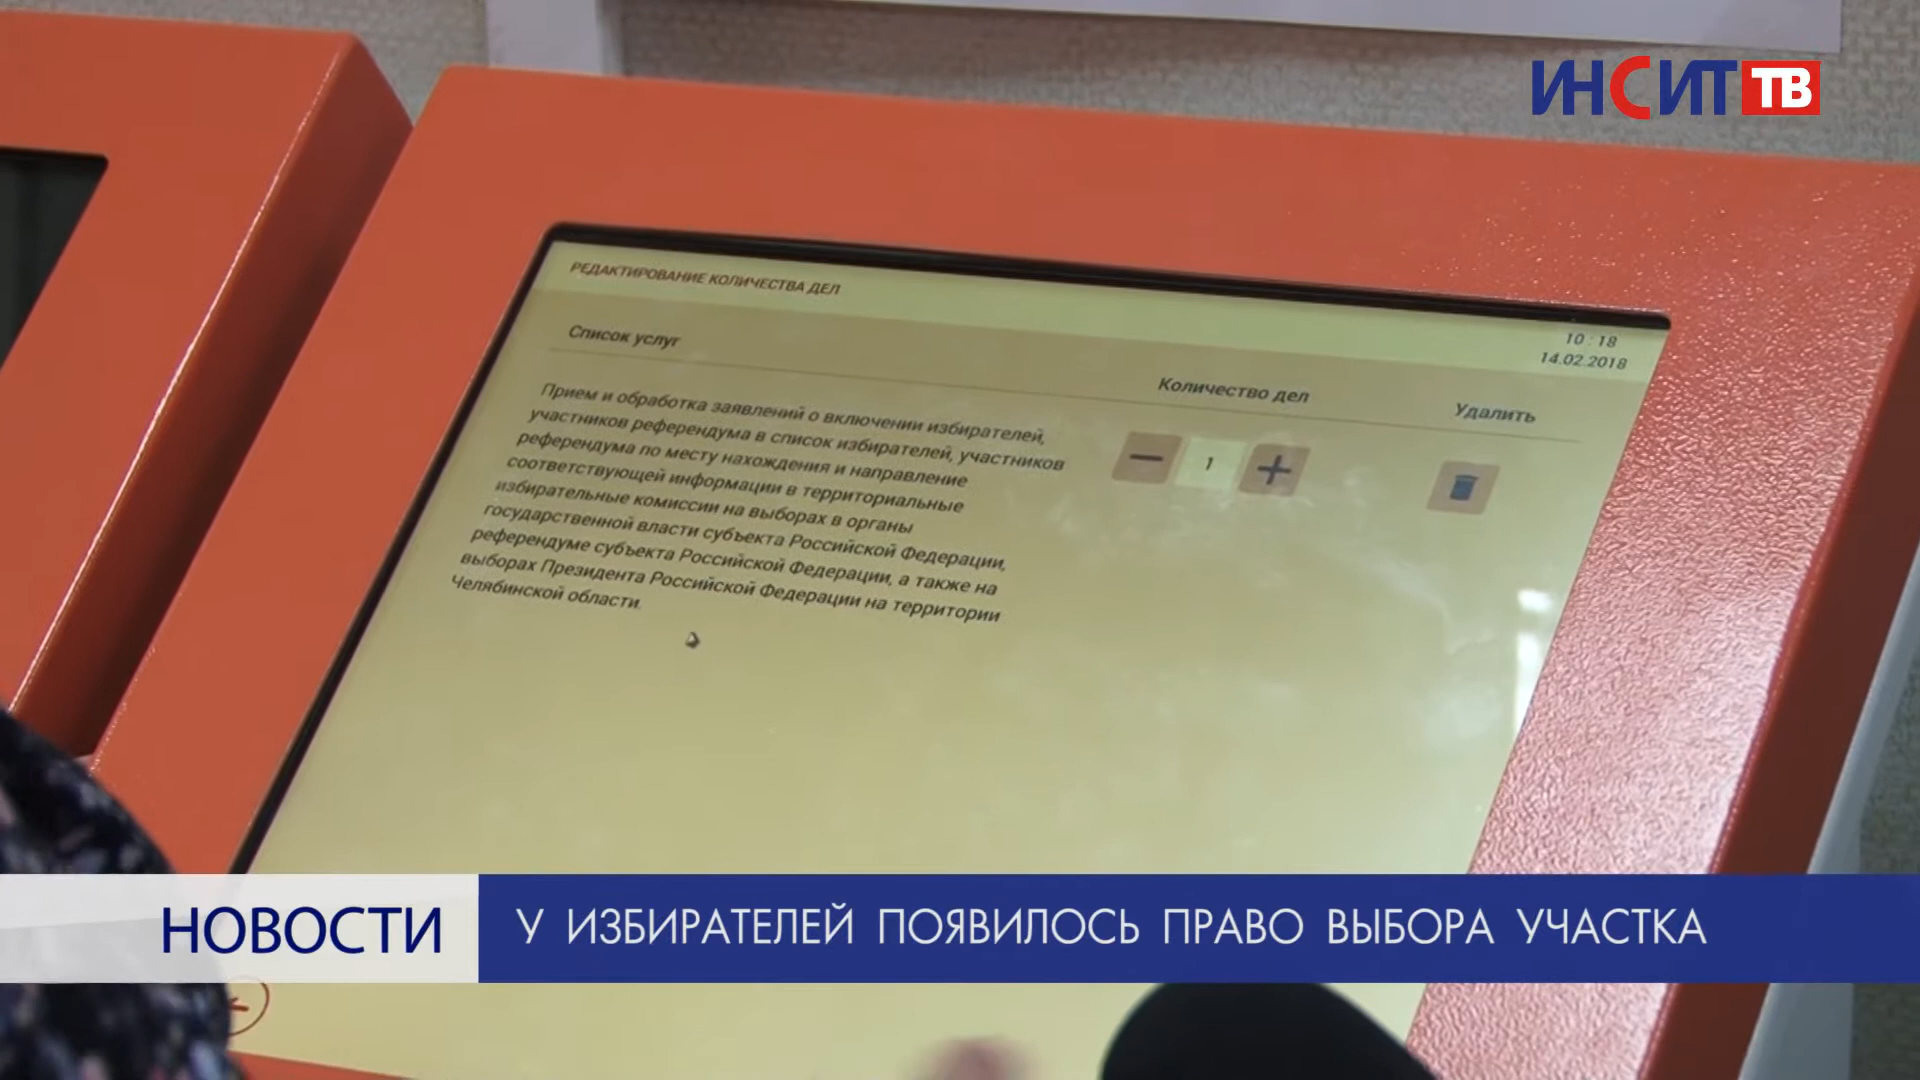 ИНСИТ ТВ
РЕДАКТИРОВАНИЕ КОЛИЧЕСТВА ДЕЛ
10 : 18
14.02.2018
Список услуг
Количество дел
Удалить
Прием и обработка заявлений о включении избирателей,
участников референдума в список избирателей, участников
референдума по месту нахождения и направление
соответствующей информации в территориальные
избирательные комиссии на выборах в органы
государственной власти субъекта Российской Федерации,
референдуме субъекта Российской Федерации, а также на
выборах Президента Российской Федерации на территории
Челябинской области.
1
НОВОСТИ
У ИЗБИРАТЕЛЕЙ ПОЯВИЛОСЬ ПРАВО ВЫБОРА УЧАСТКА